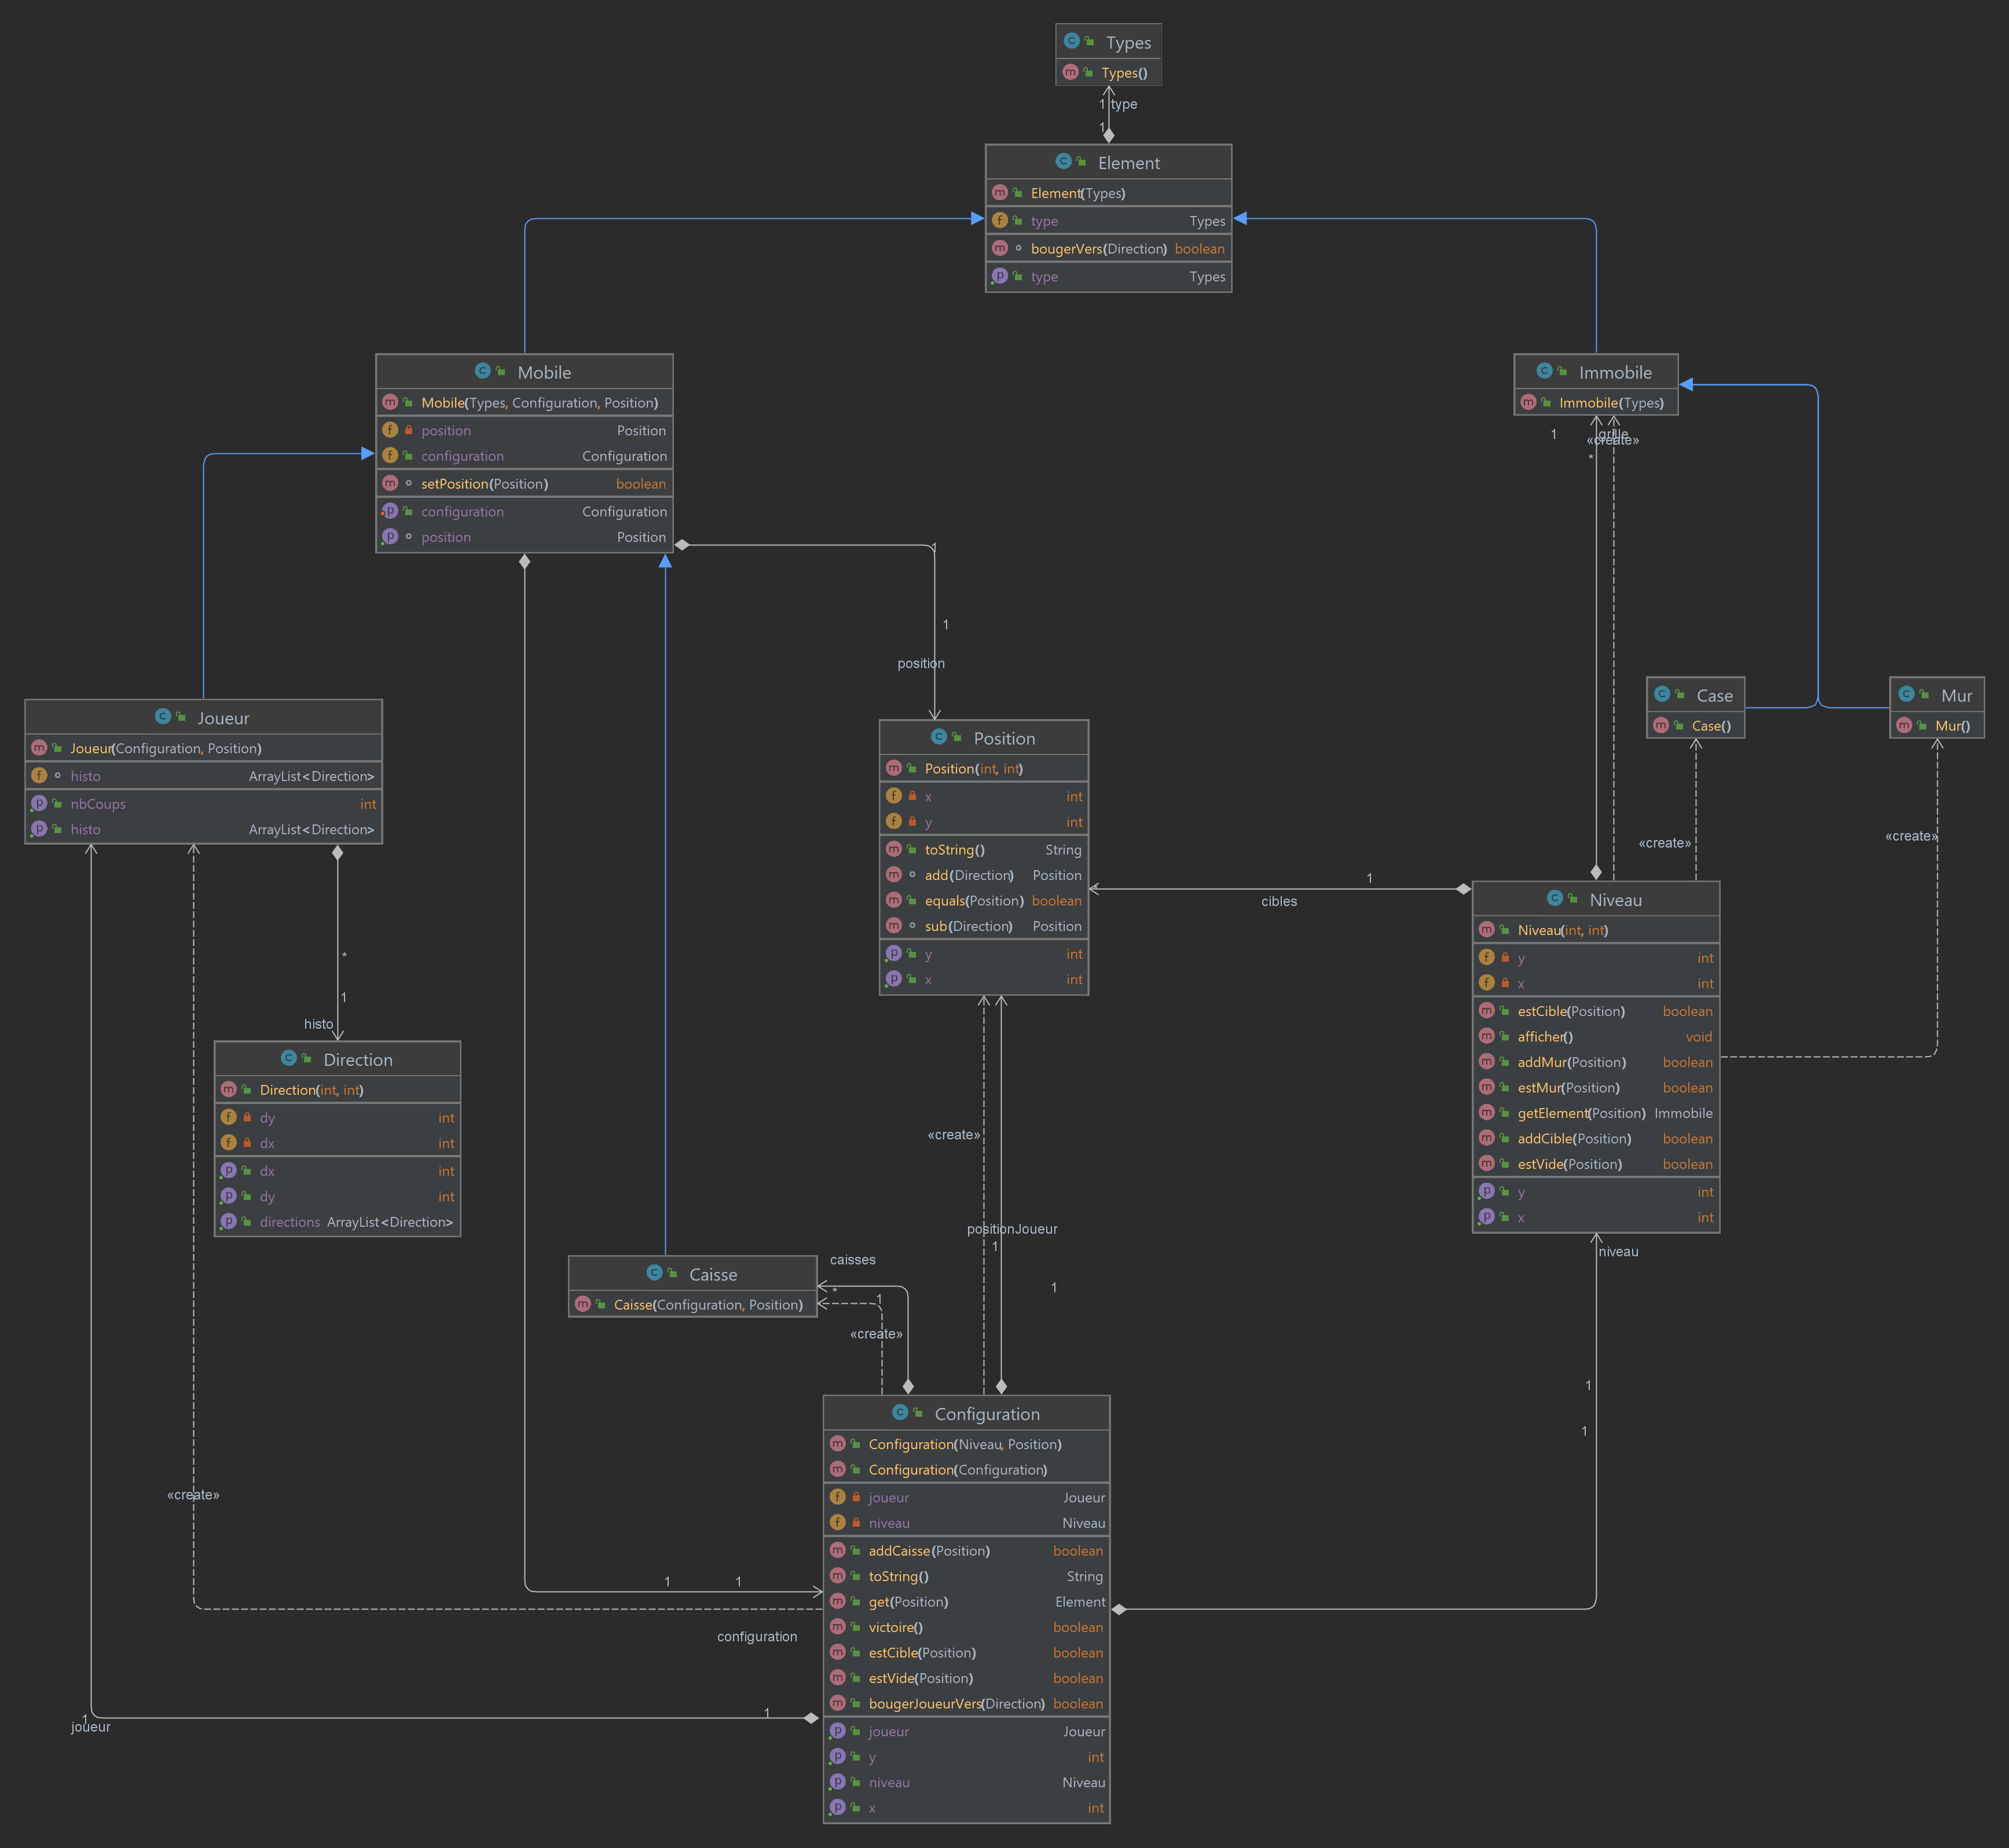 Types
Types()
1 type
1
Element
Element(Types)
type Types
bougerVers(Direction) boolean
type Types
Mobile
Mobile(Types, Configuration, Position)
position Position
configuration Configuration
setPosition(Position) boolean
configuration Configuration
position Position
Immobile
Immobile(Types)
1
grille
«create»
*
1
1
position
Joueur
Joueur(Configuration, Position)
histo ArrayList<Direction>
nbCoups int
histo ArrayList<Direction>
Position
Position(int, int)
x int
y int
toString() String
add(Direction) Position
equals(Position) boolean
sub(Direction) Position
y int
x int
Case
Case()
Mur
Mur()
«create»
«create»
1
cibles
*
1
histo
Direction
Direction(int, int)
dy int
dx int
dx int
dy int
directions ArrayList<Direction>
Niveau
Niveau(int, int)
y int
x int
estCible(Position) boolean
afficher() void
addMur(Position) boolean
estMur(Position) boolean
getElement(Position) Immobile
addCible(Position) boolean
estVide(Position) boolean
y int
x int
«create»
positionJoueur
1
1
niveau
Caisse
Caisse(Configuration, Position)
caisses
*
1
«create»
1
1
Configuration
Configuration(Niveau, Position)
Configuration(Configuration)
joueur Joueur
niveau Niveau
addCaisse(Position) boolean
toString() String
get(Position) Element
victoire() boolean
estCible(Position) boolean
estVide(Position) boolean
bougerJoueurVers(Direction) boolean
joueur Joueur
y int
niveau Niveau
x int
«create»
1 1
configuration
1
1
joueur